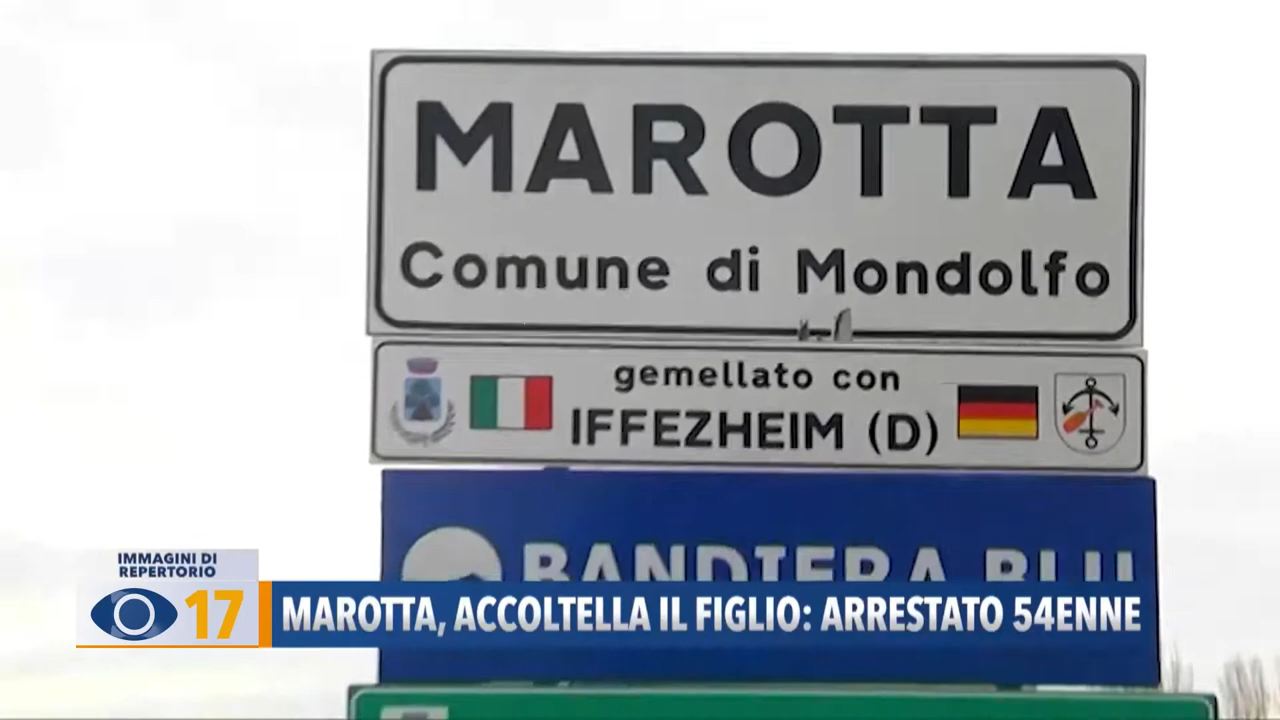 MAROTTA
Comune di Mondolfo
gemellato con
IFFEZHEIM (D)
BANDIERA BLU
IMMAGINI DI
REPERTORIO
17
MAROTTA, ACCOLTELLA IL FIGLIO: ARRESTATO 54ENNE